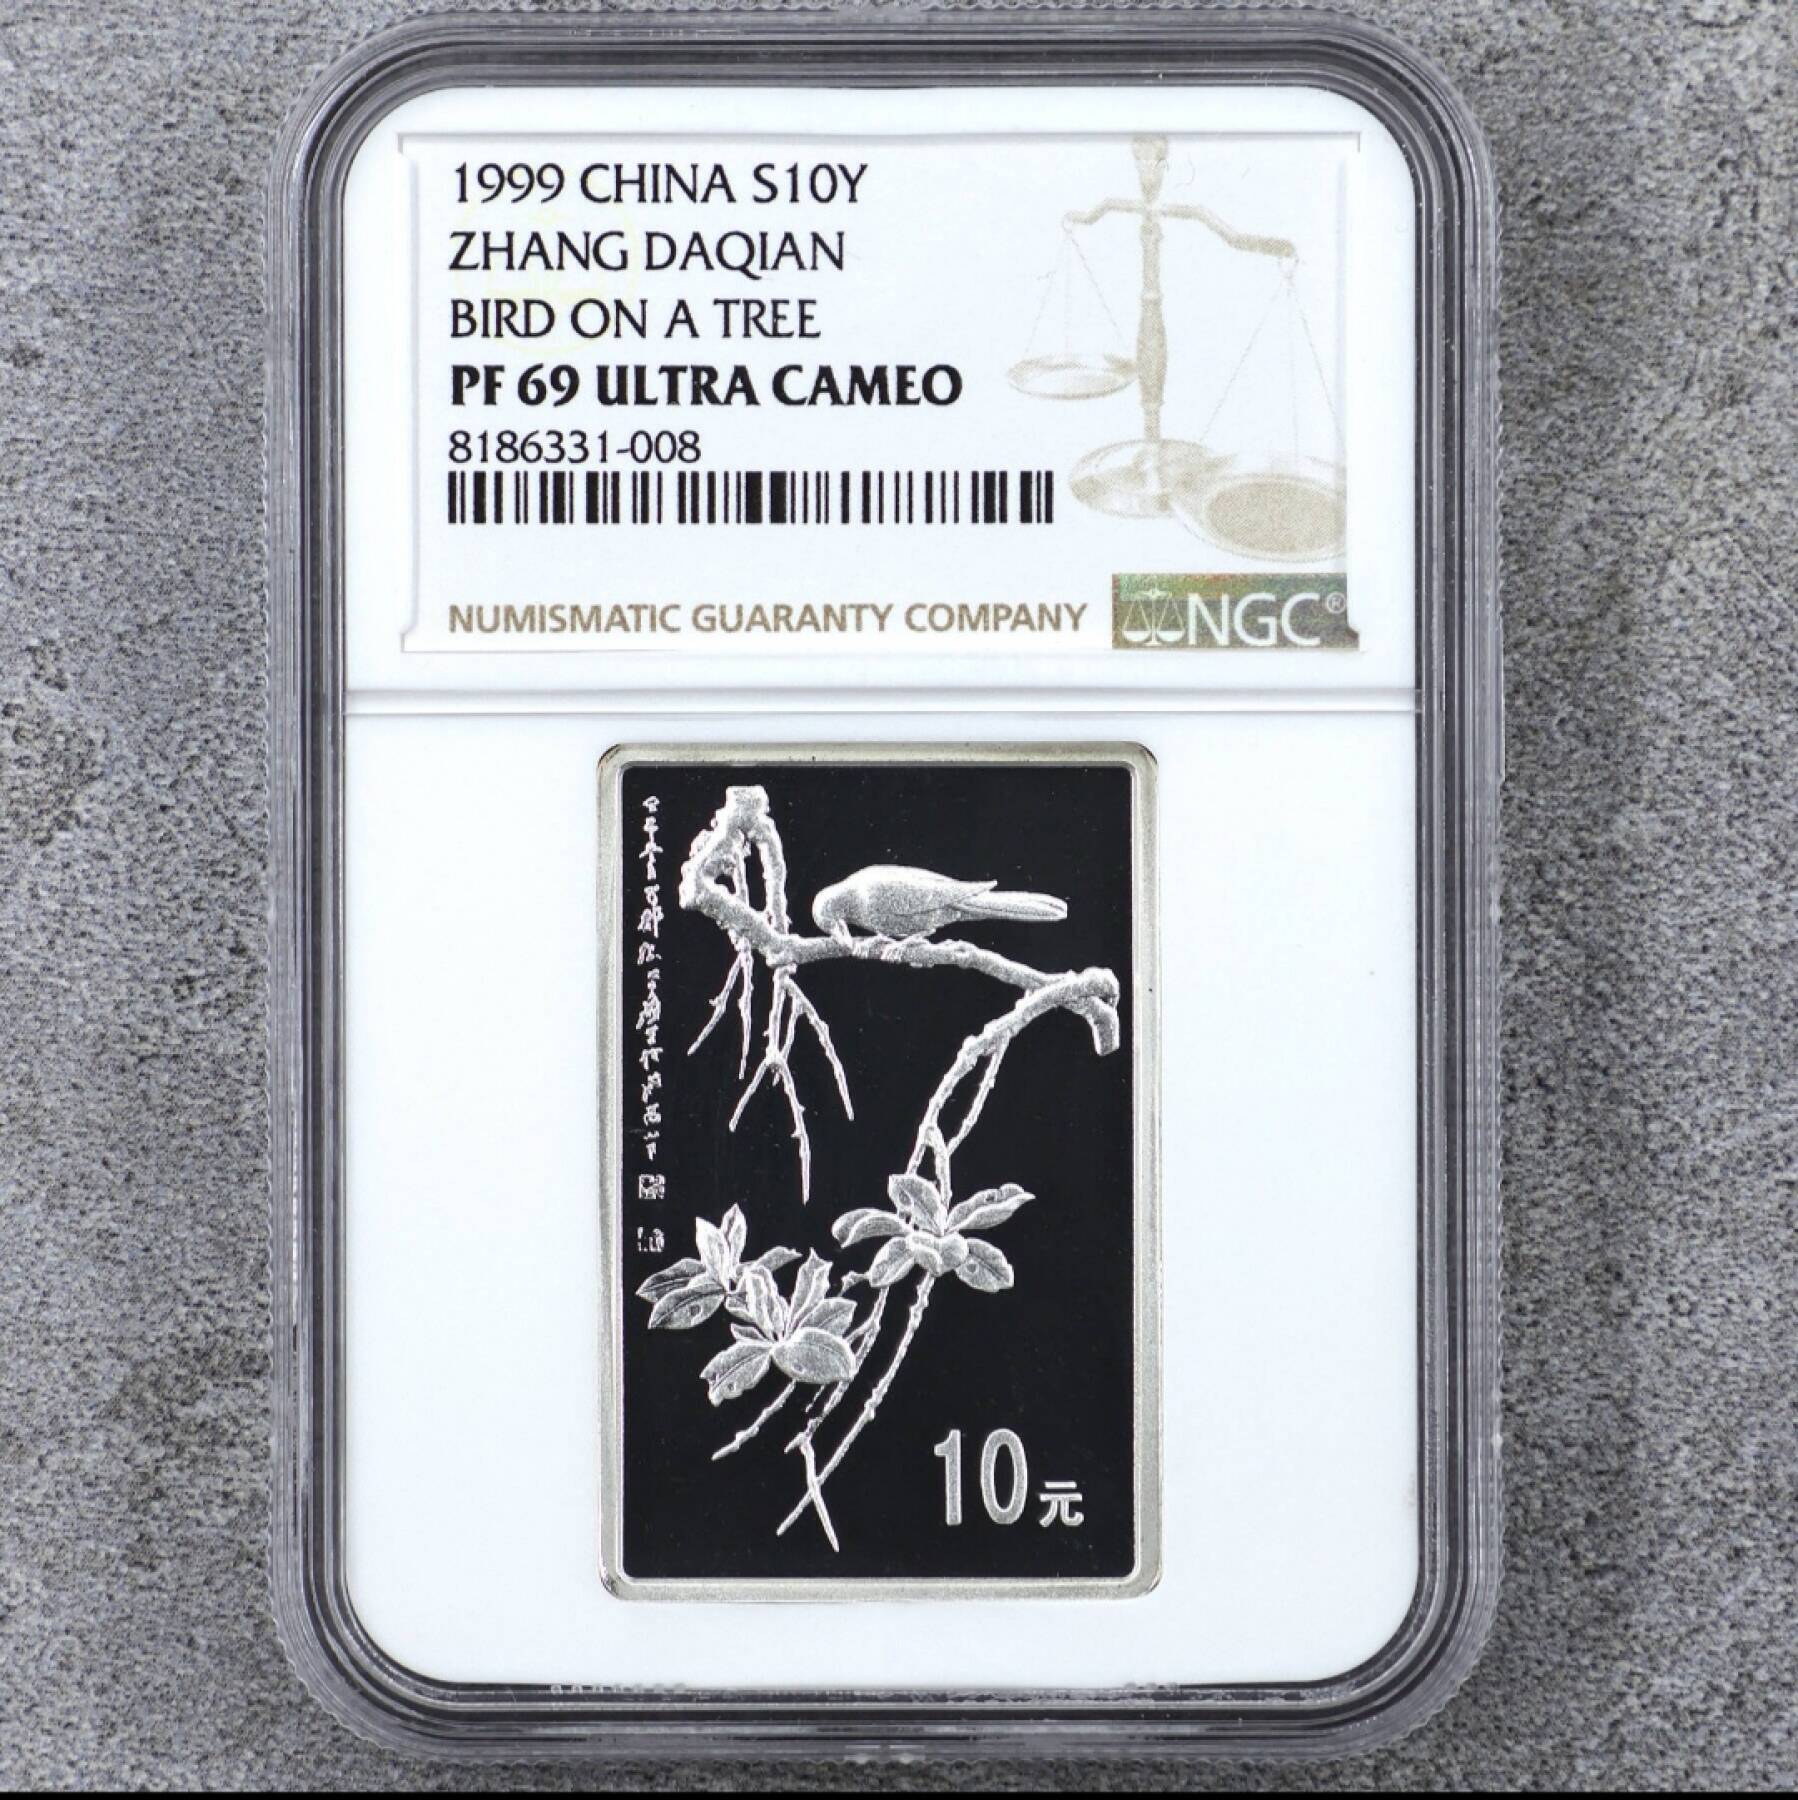 1999 CHINA S10Y
ZHANG DAQIAN
BIRD ON A TREE
PF 69 ULTRA CAMEO
8186331-008
NUMISMATIC GUARANTY COMPANY
NGC®
10元